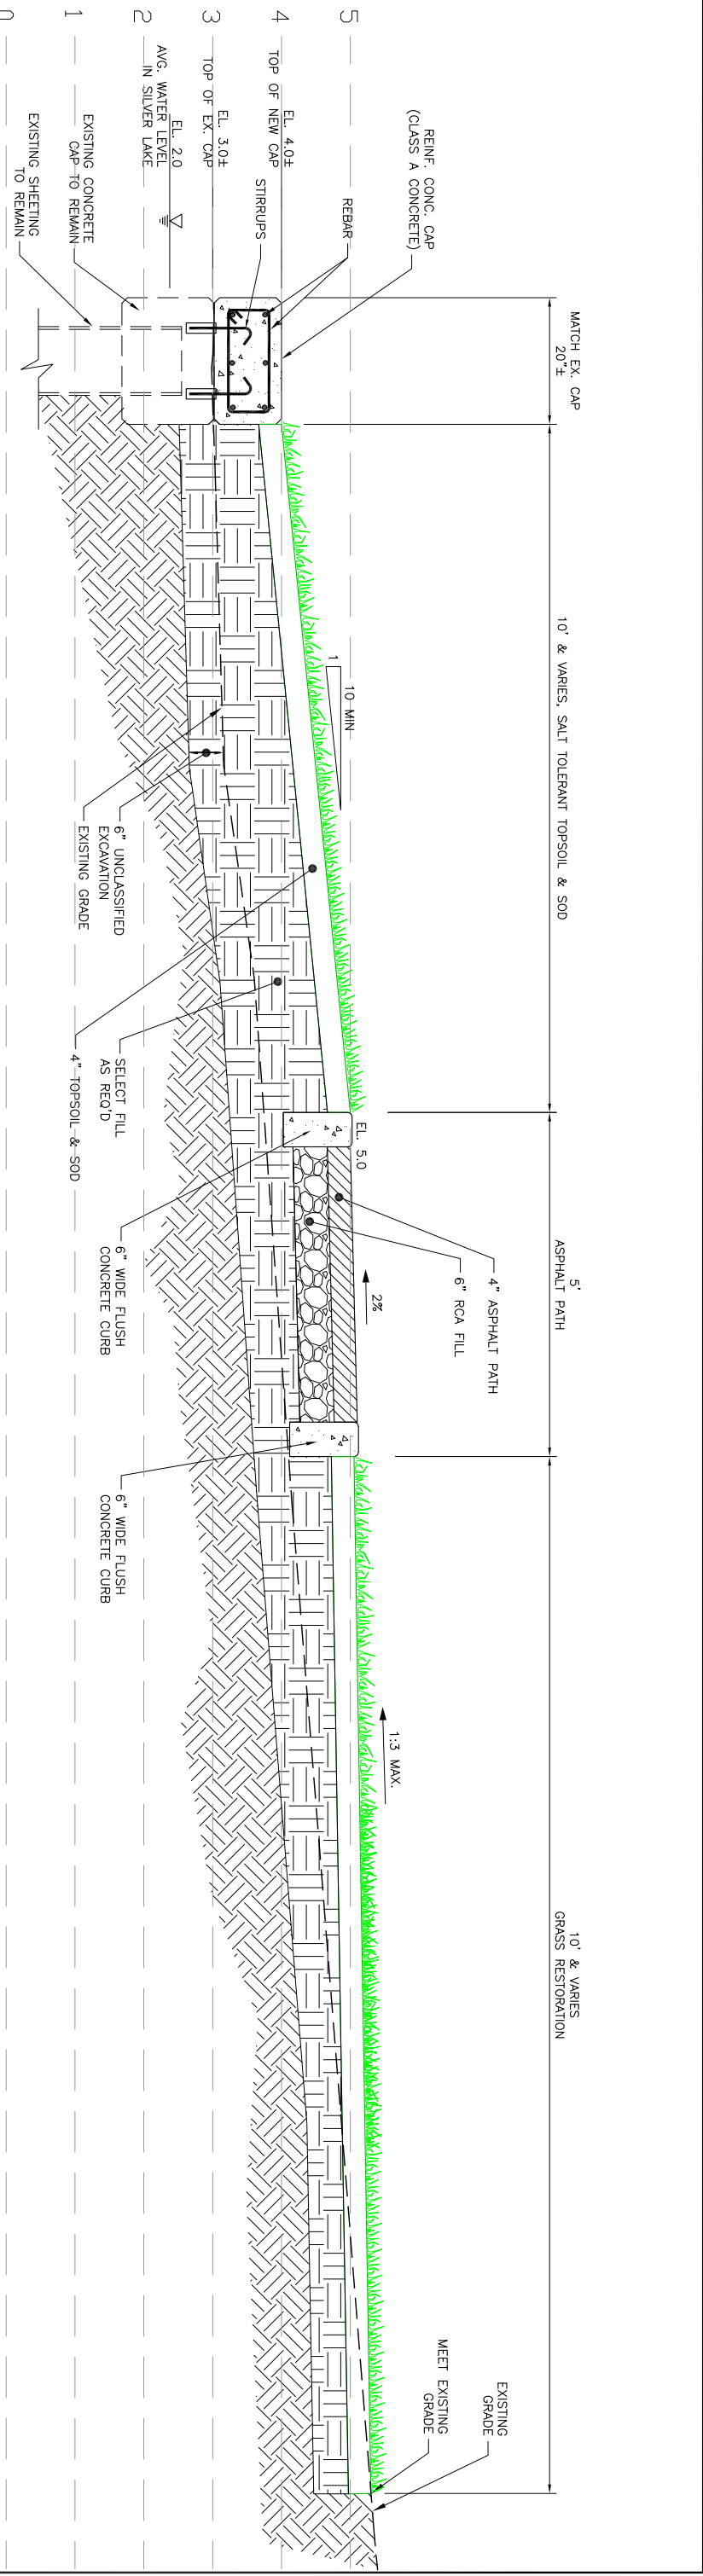 MATCH EX. CAP
20"±
10' & VARIES, SALT TOLERANT TOPSOIL & SOD
5'
ASPHALT PATH
10' & VARIES
GRASS RESTORATION
REINF. CONC. CAP
(CLASS A CONCRETE)
REBAR
STIRRUPS
EL. 4.0±
TOP OF NEW CAP
EL. 3.0±
TOP OF EX. CAP
EL. 2.0
AVG. WATER LEVEL
IN SILVER LAKE
EXISTING CONCRETE
CAP TO REMAIN
EXISTING SHEETING
TO REMAIN
1
10 MIN
6" UNCLASSIFIED
EXCAVATION
EXISTING GRADE
SELECT FILL
AS REQ'D
4" TOPSOIL & SOD
EL. 5.0
2%
4" ASPHALT PATH
6" RCA FILL
6" WIDE FLUSH
CONCRETE CURB
6" WIDE FLUSH
CONCRETE CURB
1:3 MAX.
EXISTING
GRADE
MEET EXISTING
GRADE
5
4
3
2
1
0